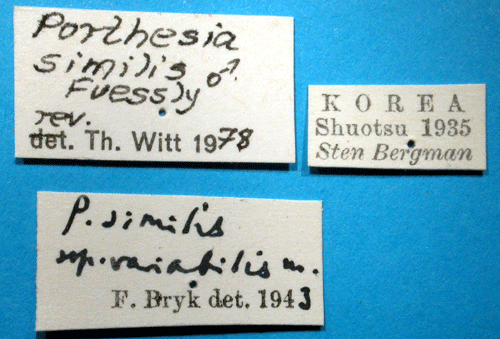 Porthesia
similis ♂
Fuessly
rev.
det. Th. Witt 1978
KOREA
Shuotsu 1935
Sten Bergman
P. similis
ssp. variabilis m.
F. Bryk det. 1943